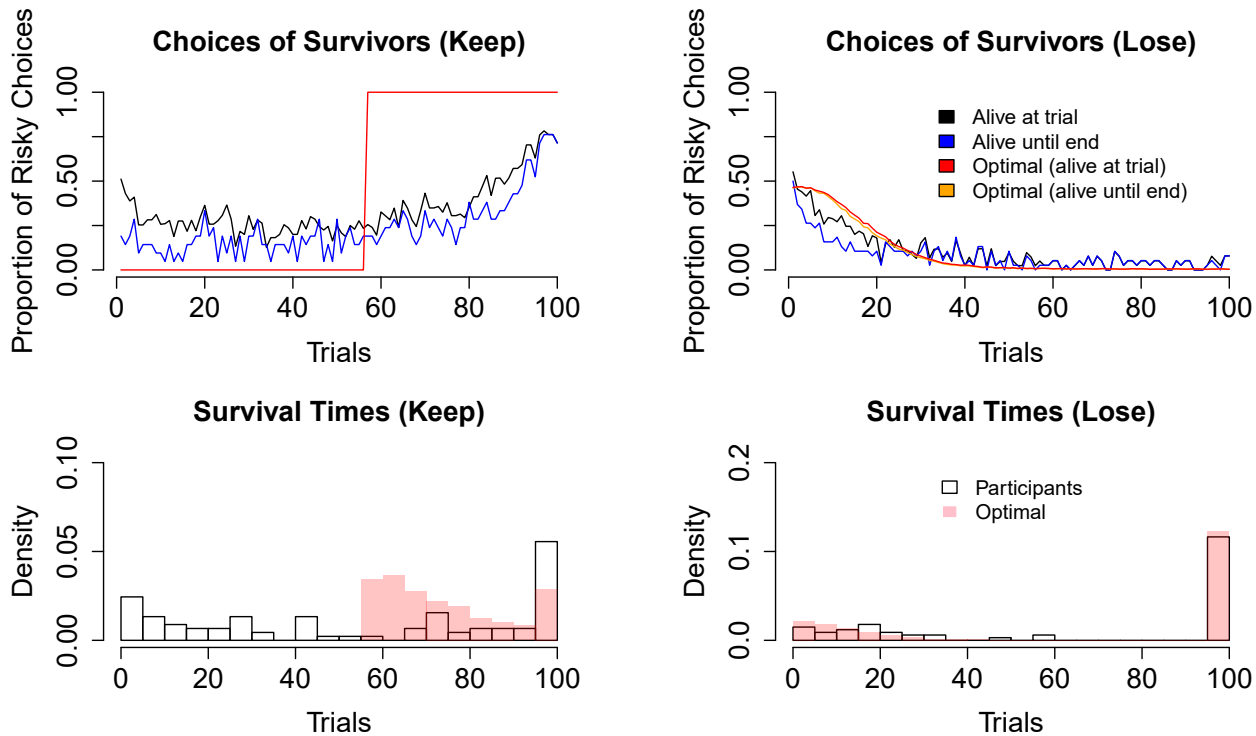 Choices of Survivors (Keep)
Proportion of Risky Choices
1.00
0.50
0.00
0 20 40 60 80 100
Trials
Choices of Survivors (Lose)
Proportion of Risky Choices
1.00
0.50
0.00
Alive at trial
Alive until end
Optimal (alive at trial)
Optimal (alive until end)
0 20 40 60 80 100
Trials
Survival Times (Keep)
Density
0.10
0.05
0.00
0 20 40 60 80 100
Trials
Survival Times (Lose)
Density
0.2
0.1
0.0
Participants
Optimal
0 20 40 60 80 100
Trials